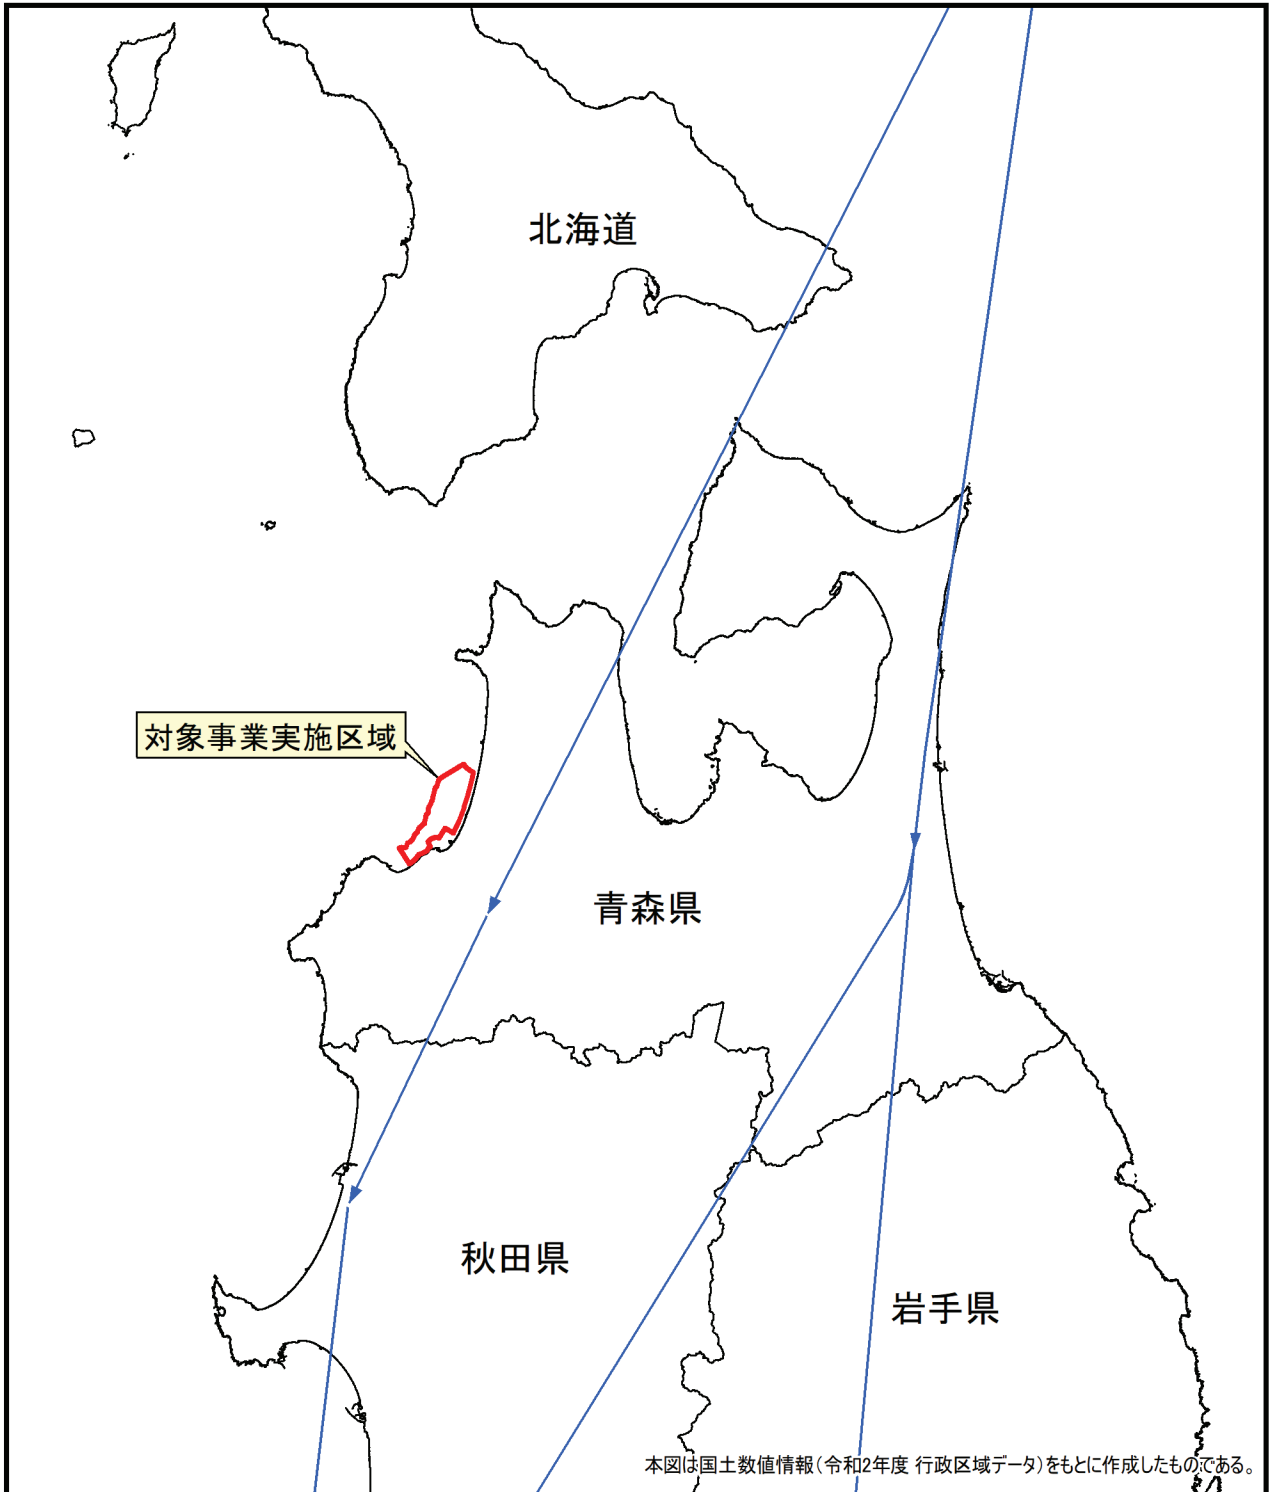 北海道
対象事業実施区域
青森県
秋田県
岩手県
本図は国土数値情報(令和2年度 行政区域データ)をもとに作成したものである。